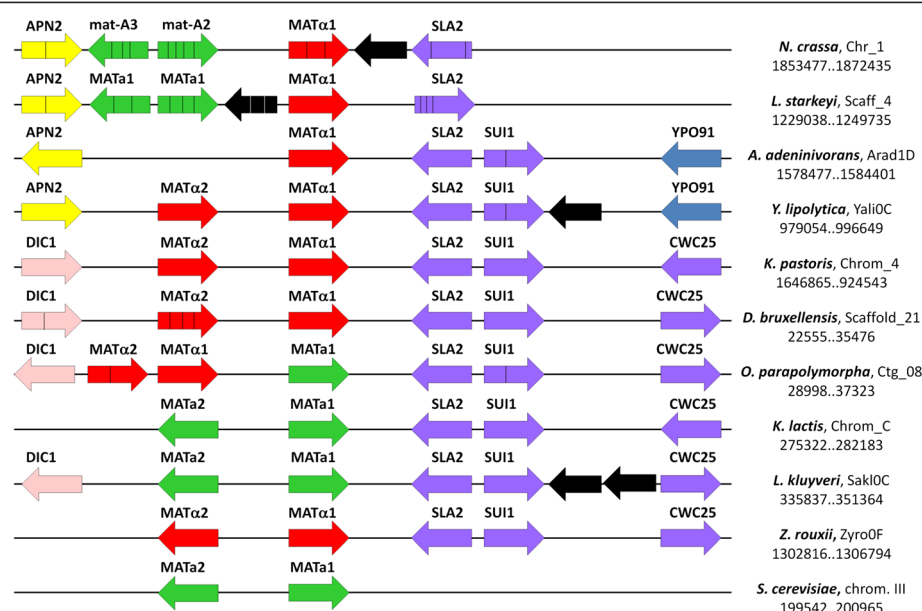 APN2 mat-A3 mat-A2 MATα1 SLA2
N. crassa, Chr_1
1853477..1872435
APN2 MATa1 MATa1 MATα1 SLA2
L. starkeyi, Scaff_4
1229038..1249735
APN2 MATα1 SLA2 SUI1 YPO91
A. adeninivorans, Arad1D
1578477..1584401
APN2 MATα2 MATα1 SLA2 SUI1 YPO91
Y. lipolytica, Yali0C
979054..996649
DIC1 MATα2 MATα1 SLA2 SUI1 CWC25
K. pastoris, Chrom_4
1646865..924543
DIC1 MATα2 MATα1 SLA2 SUI1 CWC25
D. bruxellensis, Scaffold_21
22555..35476
DIC1 MATα2 MATα1 MATa1 SLA2 SUI1 CWC25
O. parapolymorpha, Ctg_08
28998..37323
MATa2 MATa1 SLA2 SUI1 CWC25
K. lactis, Chrom_C
275322..282183
DIC1 MATa2 MATa1 SLA2 SUI1 CWC25
L. kluyveri, Sakl0C
335837..351364
MATα2 MATα1 SLA2 SUI1 CWC25
Z. rouxii, Zyro0F
1302816..1306794
MATa2 MATa1
S. cerevisiae, chrom. III
199542..200965